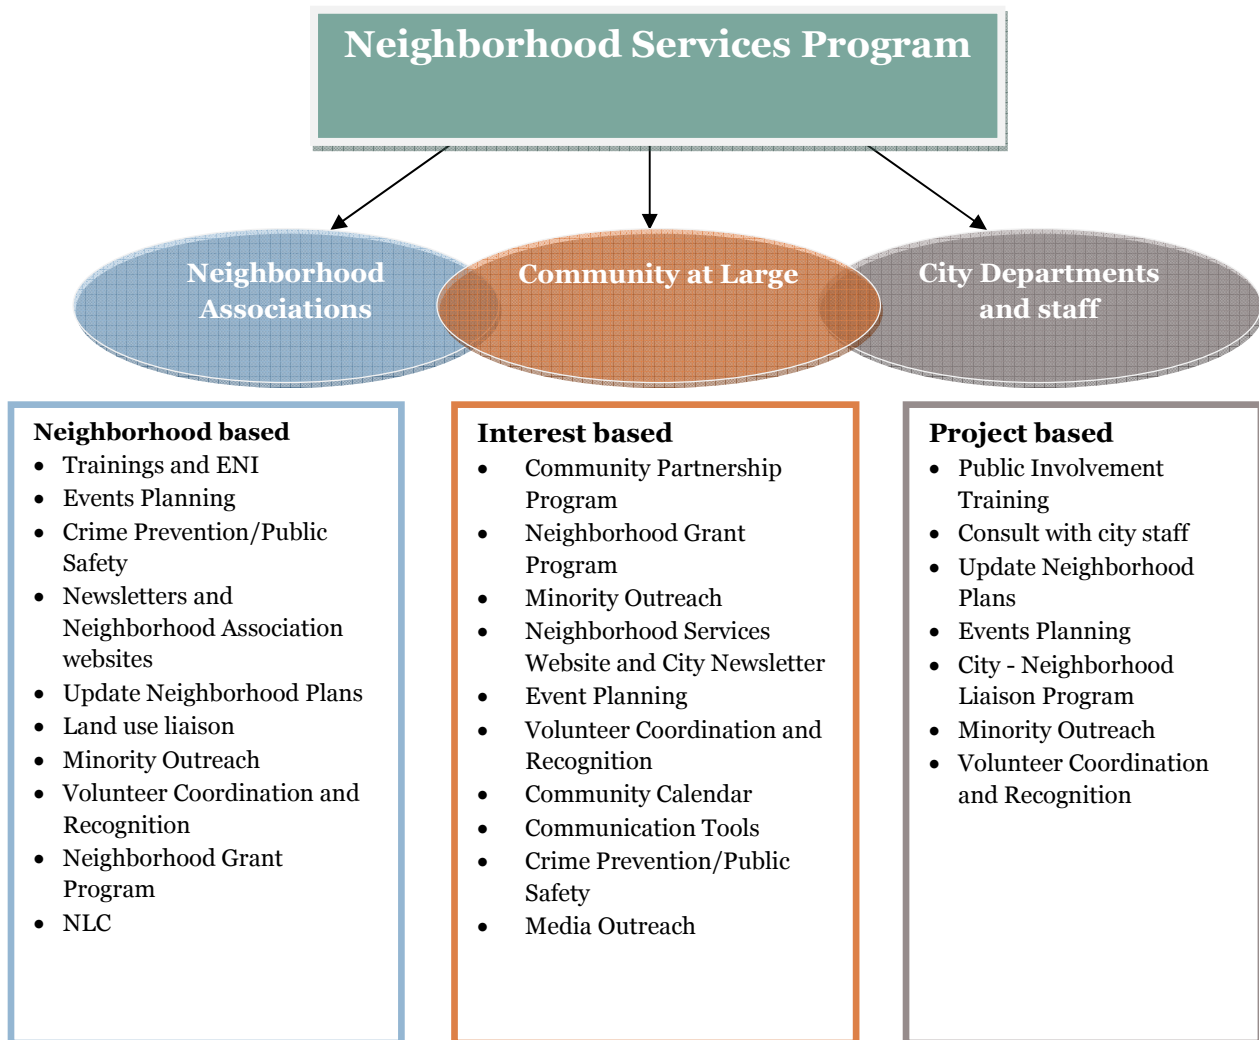 Neighborhood Services Program
Neighborhood
Associations
Community at Large
City Departments
and staff
Neighborhood based
• Trainings and ENI
• Events Planning
• Crime Prevention/Public
Safety
• Newsletters and
Neighborhood Association
websites
• Update Neighborhood Plans
• Land use liaison
• Minority Outreach
• Volunteer Coordination and
Recognition
• Neighborhood Grant
Program
• NLC
Interest based
• Community Partnership
Program
• Neighborhood Grant
Program
• Minority Outreach
• Neighborhood Services
Website and City Newsletter
• Event Planning
• Volunteer Coordination and
Recognition
• Community Calendar
• Communication Tools
• Crime Prevention/Public
Safety
• Media Outreach
Project based
• Public Involvement
Training
• Consult with city staff
• Update Neighborhood
Plans
• Events Planning
• City - Neighborhood
Liaison Program
• Minority Outreach
• Volunteer Coordination
and Recognition